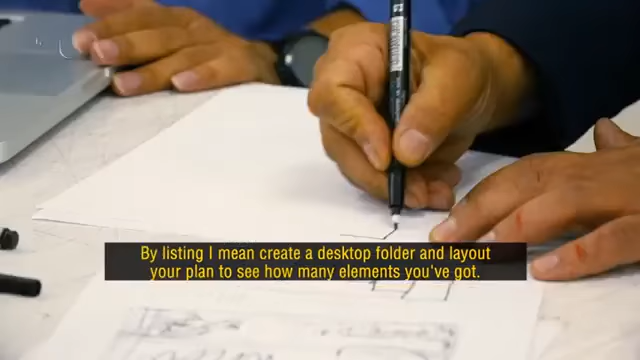 By listing I mean create a desktop folder and layout
your plan to see how many elements you've got.